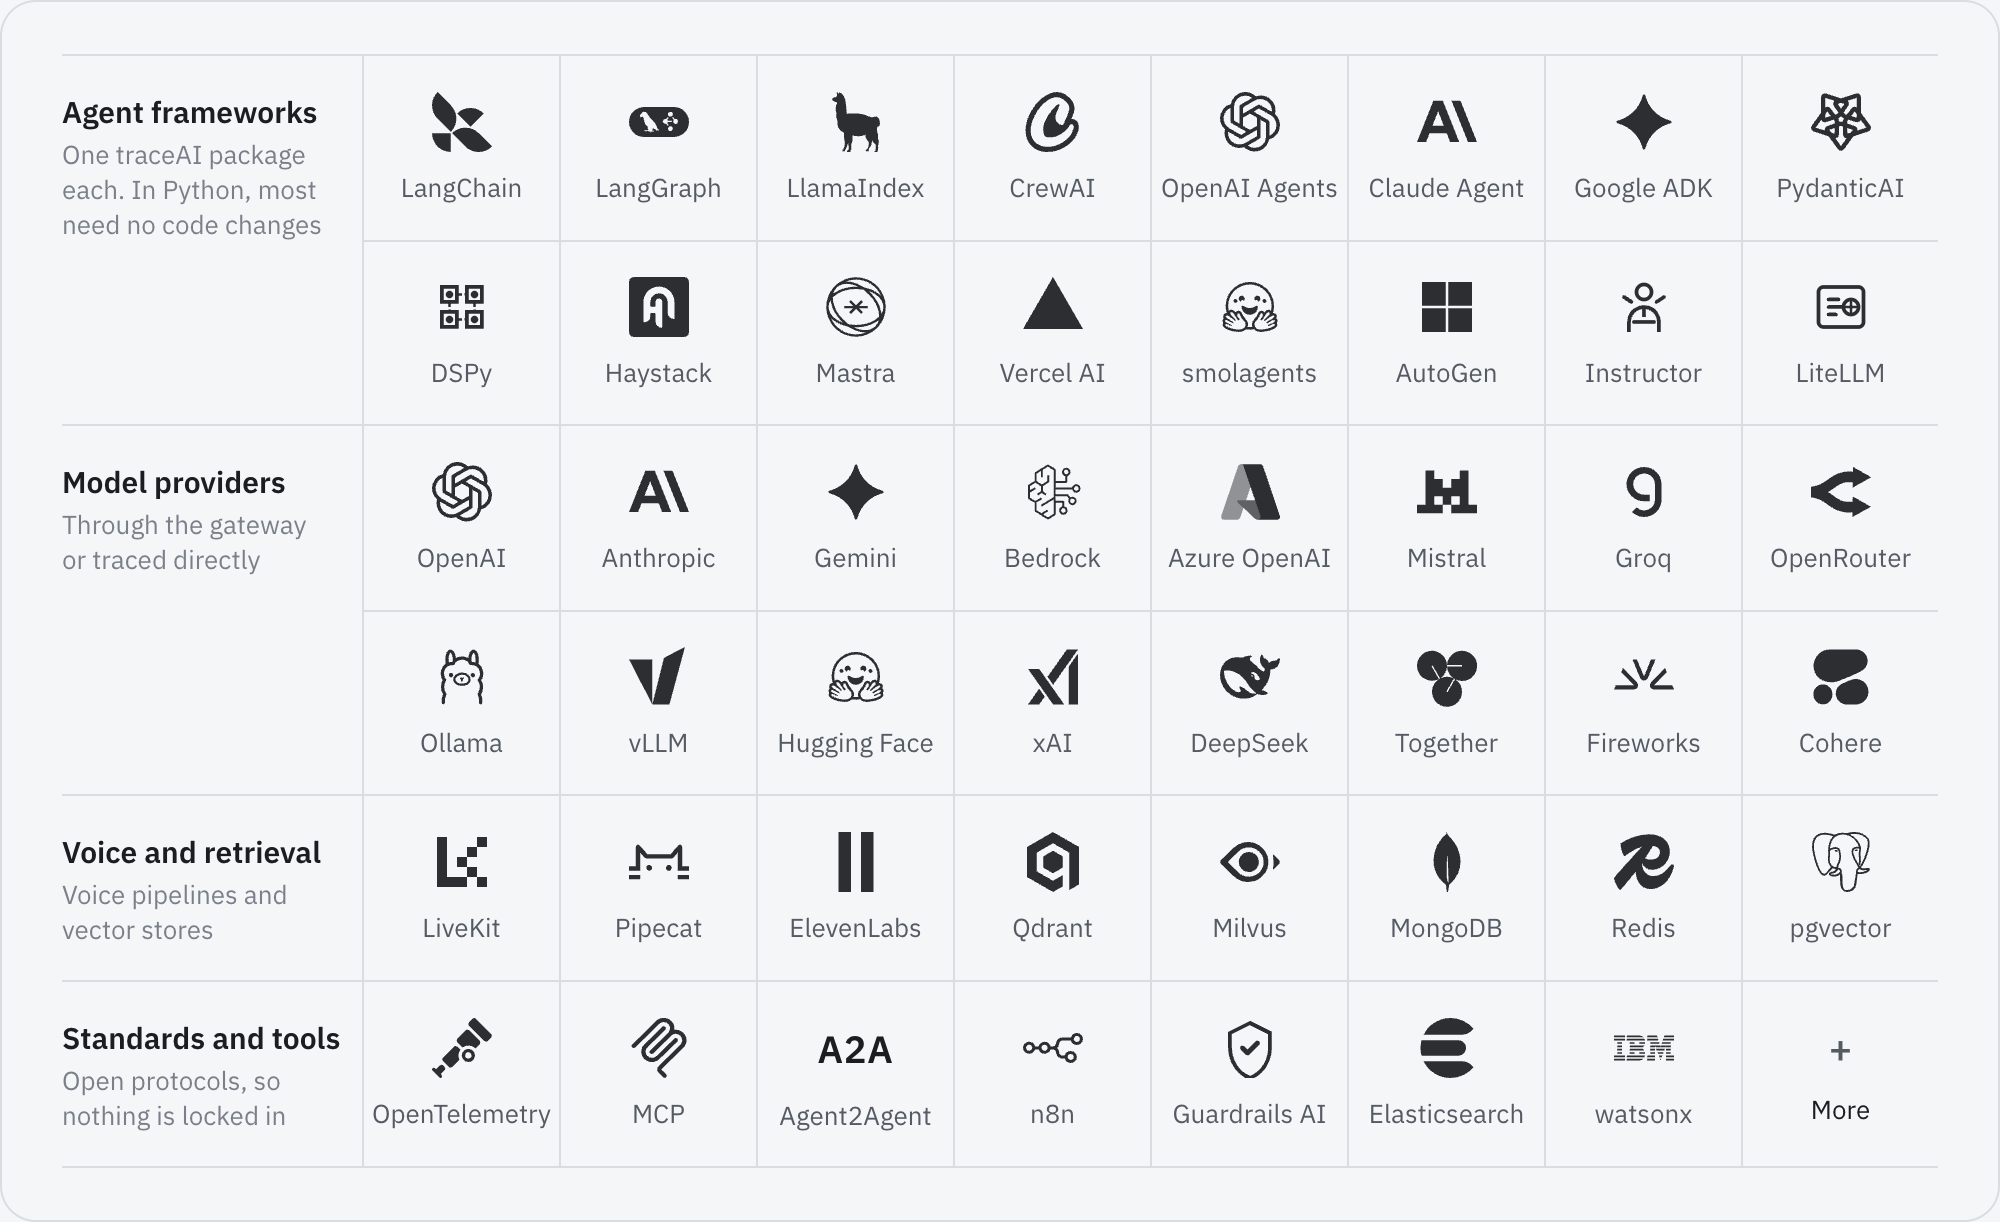 Agent frameworks
One traceAI package
each. In Python, most
need no code changes
LangChain
LangGraph
LlamaIndex
CrewAI
OpenAI Agents
Claude Agent
Google ADK
PydanticAI
DSPy
Haystack
Mastra
Vercel AI
smolagents
AutoGen
Instructor
LiteLLM
Model providers
Through the gateway
or traced directly
OpenAI
Anthropic
Gemini
Bedrock
Azure OpenAI
Mistral
Groq
OpenRouter
Ollama
vLLM
Hugging Face
xAI
DeepSeek
Together
Fireworks
Cohere
Voice and retrieval
Voice pipelines and
vector stores
LiveKit
Pipecat
ElevenLabs
Qdrant
Milvus
MongoDB
Redis
pgvector
Standards and tools
Open protocols, so
nothing is locked in
OpenTelemetry
MCP
A2A
Agent2Agent
n8n
Guardrails AI
Elasticsearch
IBM
watsonx
+
More